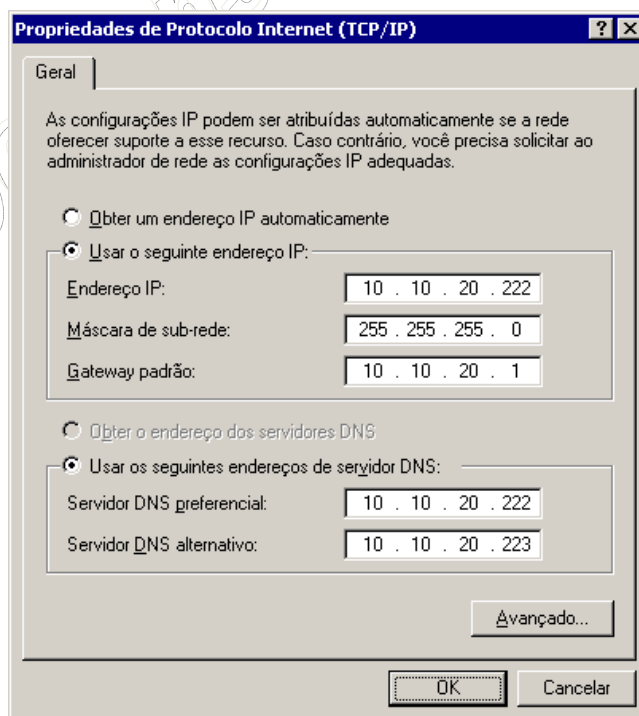 Propriedades de Protocolo Internet (TCP/IP)
Geral
As configurações IP podem ser atribuídas automaticamente se a rede
oferecer suporte a esse recurso. Caso contrário, você precisa solicitar ao
administrador de rede as configurações IP adequadas.
Obter um endereço IP automaticamente
Usar o seguinte endereço IP:
Endereço IP: 10 . 10 . 20 . 222
Máscara de sub-rede: 255 . 255 . 255 . 0
Gateway padrão: 10 . 10 . 20 . 1
Obter o endereço dos servidores DNS
Usar os seguintes endereços de servidor DNS:
Servidor DNS preferencial: 10 . 10 . 20 . 222
Servidor DNS alternativo: 10 . 10 . 20 . 223
Avançado...
OK Cancelar